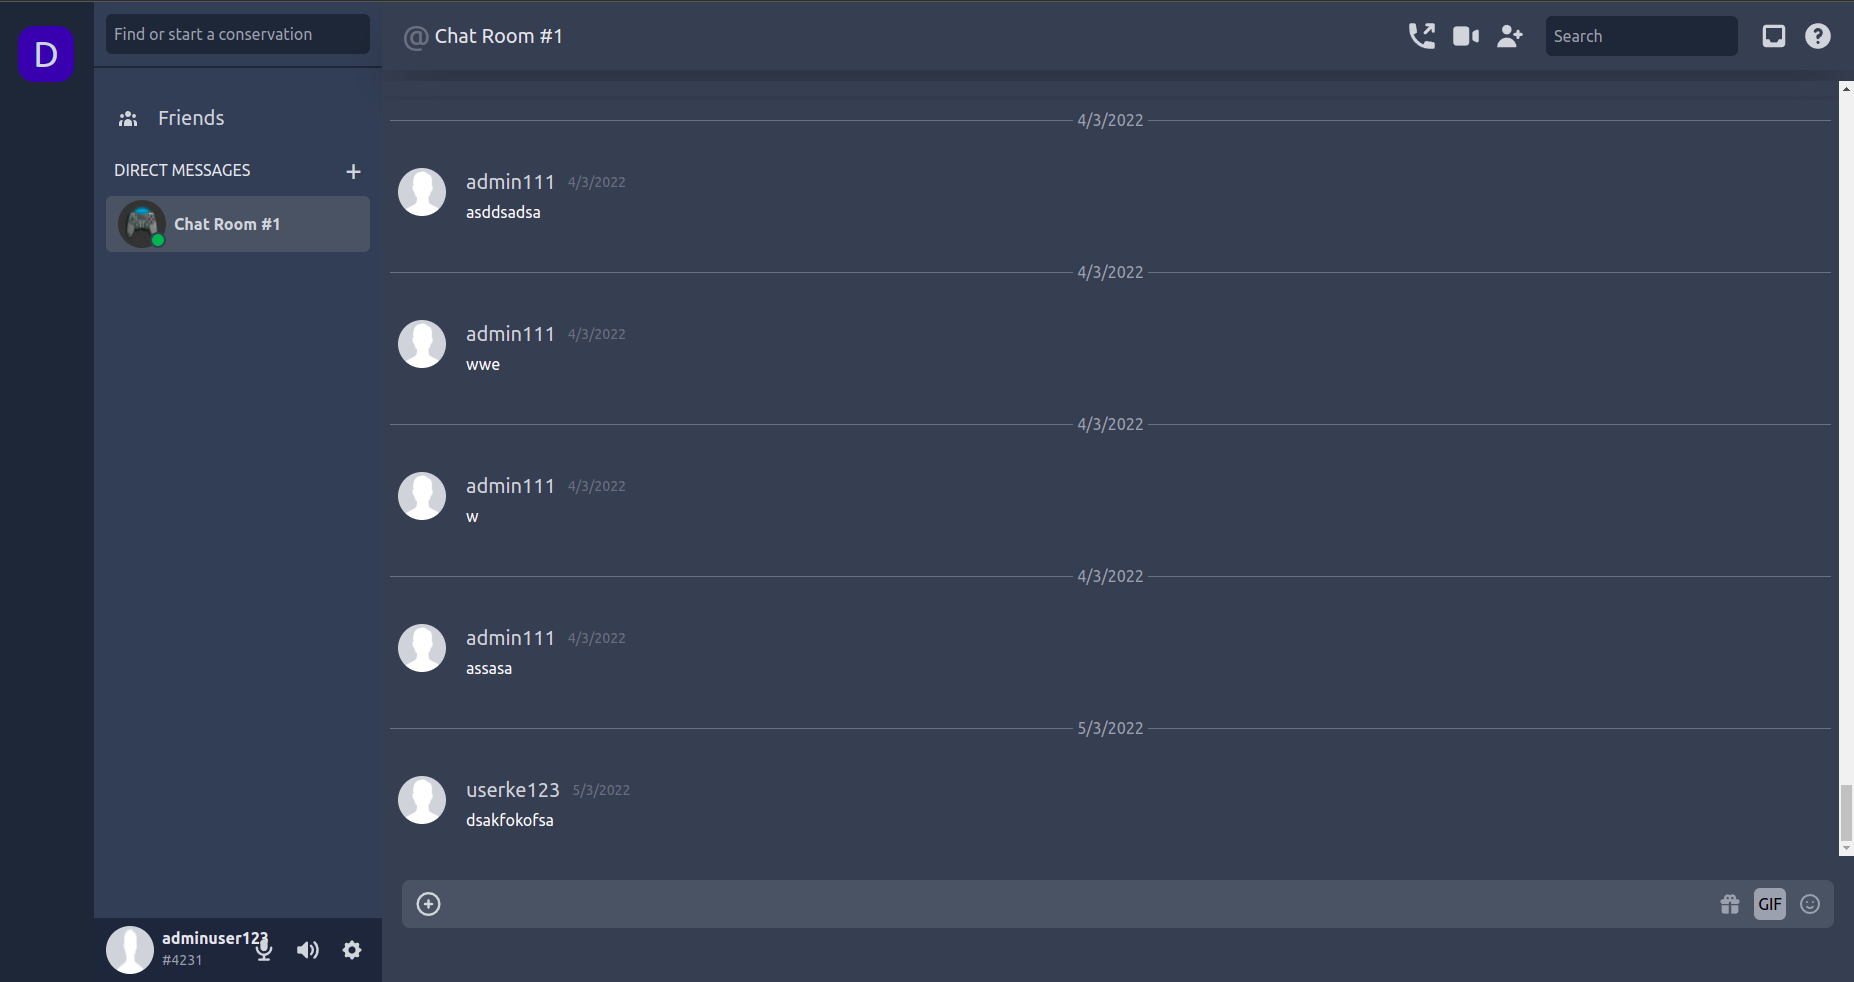 D
Find or start a conservation
Friends
DIRECT MESSAGES
Chat Room #1
adminuser123
#4231
@ Chat Room #1
Search
4/3/2022
admin111 4/3/2022
asddsadsa
4/3/2022
admin111 4/3/2022
wwe
4/3/2022
admin111 4/3/2022
w
4/3/2022
admin111 4/3/2022
assasa
5/3/2022
userke123 5/3/2022
dsakfokofsa
GIF